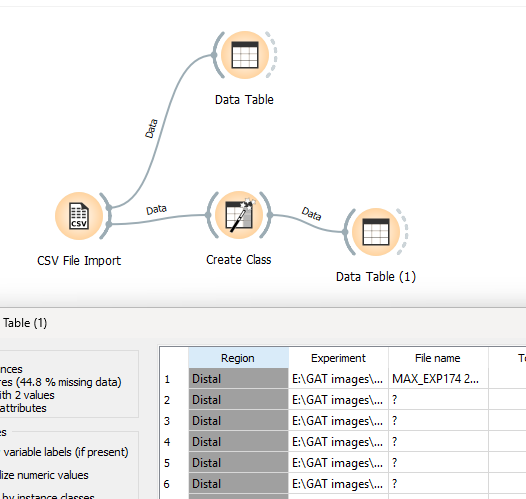 Data Table
Data
CSV
Data
Data
CSV File Import
Create Class
Data Table (1)
Table (1)
nces
res (44.8 % missing data)
ith 2 values
attributes
es
variable labels (if present)
lize numeric values
by instance classes
Region Experiment File name
1 Distal E:\GAT images\... MAX_EXP174 2...
2 Distal E:\GAT images\... ?
3 Distal E:\GAT images\... ?
4 Distal E:\GAT images\... ?
5 Distal E:\GAT images\... ?
6 Distal E:\GAT images\... ?